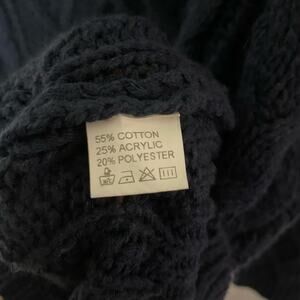 55% COTTON
25% ACRYLIC
20% POLYESTER